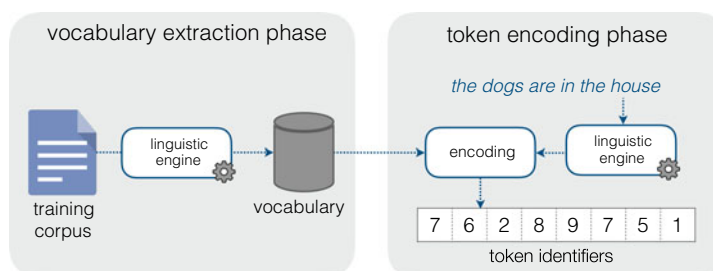 vocabulary extraction phase
training
corpus
linguistic
engine
vocabulary
token encoding phase
the dogs are in the house
encoding
linguistic
engine
7 6 2 8 9 7 5 1
token identifiers